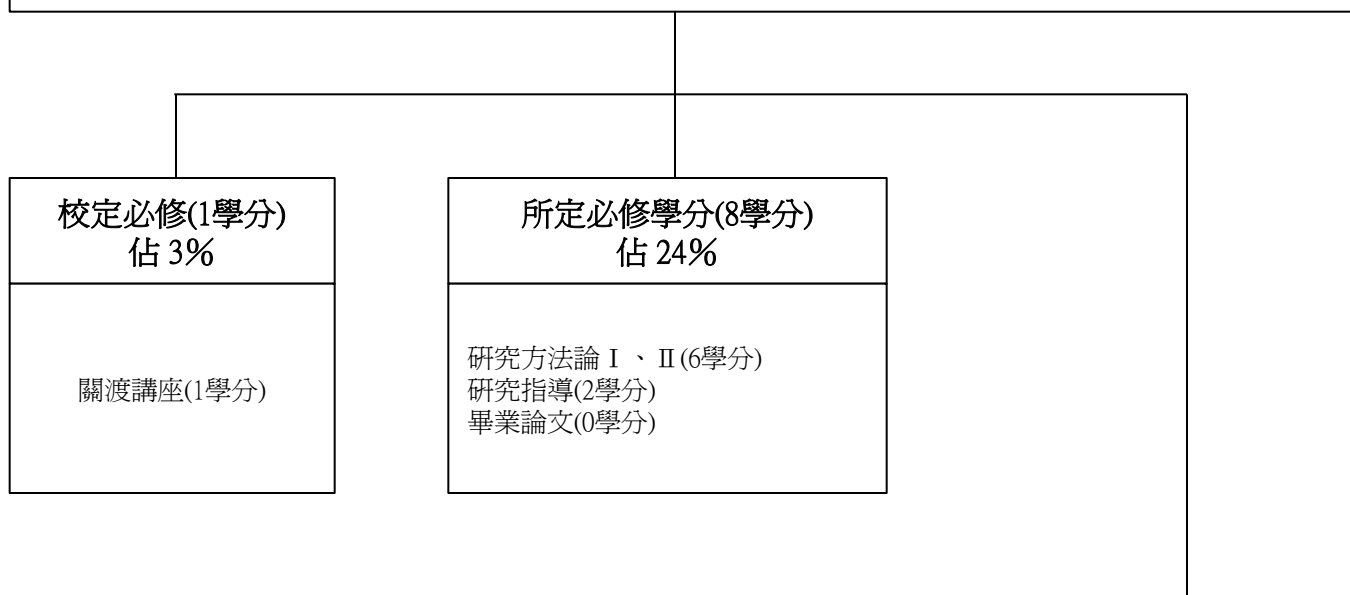 校定必修(1學分)
佔 3%
所定必修學分(8學分)
佔 24%
關渡講座(1學分)
研究方法論Ⅰ、Ⅱ(6學分)
研究指導(2學分)
畢業論文(0學分)